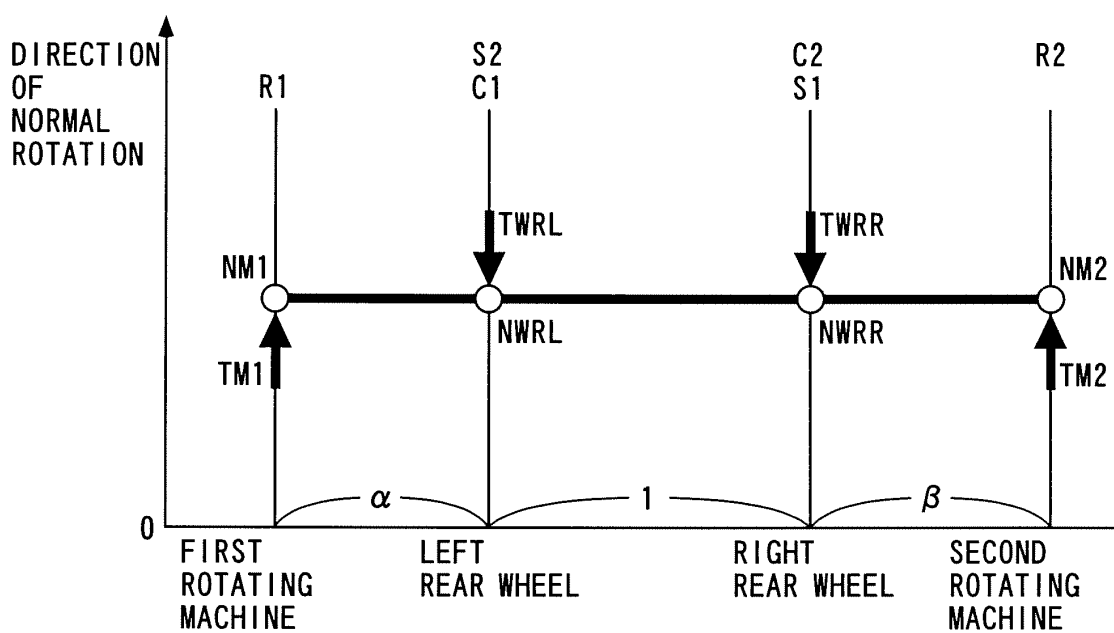 DIRECTION
OF
NORMAL
ROTATION
R1
S2
C1
C2
S1
R2
TWRL
TWRR
NM1
NM2
NWRL
NWRR
TM1
TM2
α
1
β
0
FIRST
ROTATING
MACHINE
LEFT
REAR WHEEL
RIGHT
REAR WHEEL
SECOND
ROTATING
MACHINE